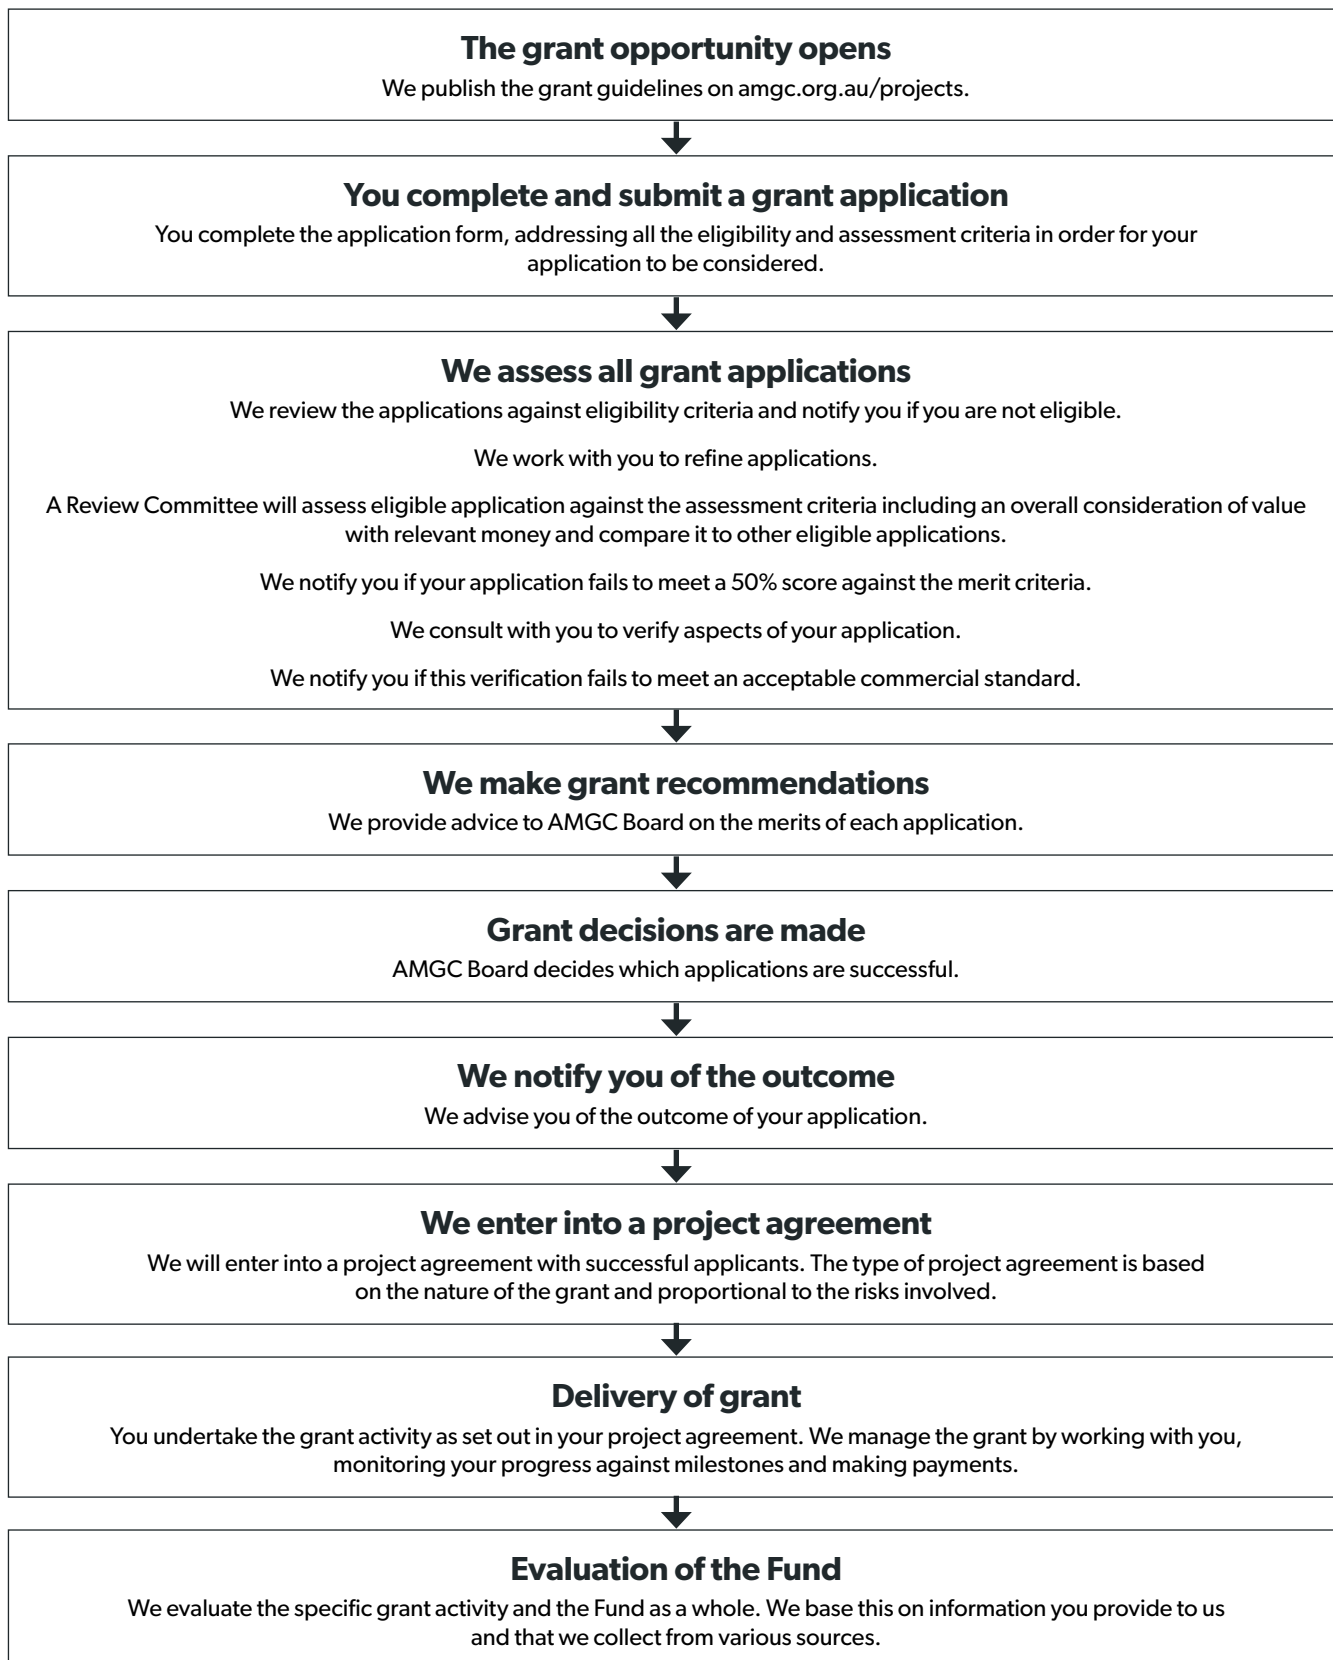 The grant opportunity opens
We publish the grant guidelines on amgc.org.au/projects.
You complete and submit a grant application
You complete the application form, addressing all the eligibility and assessment criteria in order for your
application to be considered.
We assess all grant applications
We review the applications against eligibility criteria and notify you if you are not eligible.
We work with you to refine applications.
A Review Committee will assess eligible application against the assessment criteria including an overall consideration of value
with relevant money and compare it to other eligible applications.
We notify you if your application fails to meet a 50% score against the merit criteria.
We consult with you to verify aspects of your application.
We notify you if this verification fails to meet an acceptable commercial standard.
We make grant recommendations
We provide advice to AMGC Board on the merits of each application.
Grant decisions are made
AMGC Board decides which applications are successful.
We notify you of the outcome
We advise you of the outcome of your application.
We enter into a project agreement
We will enter into a project agreement with successful applicants. The type of project agreement is based
on the nature of the grant and proportional to the risks involved.
Delivery of grant
You undertake the grant activity as set out in your project agreement. We manage the grant by working with you,
monitoring your progress against milestones and making payments.
Evaluation of the Fund
We evaluate the specific grant activity and the Fund as a whole. We base this on information you provide to us
and that we collect from various sources.